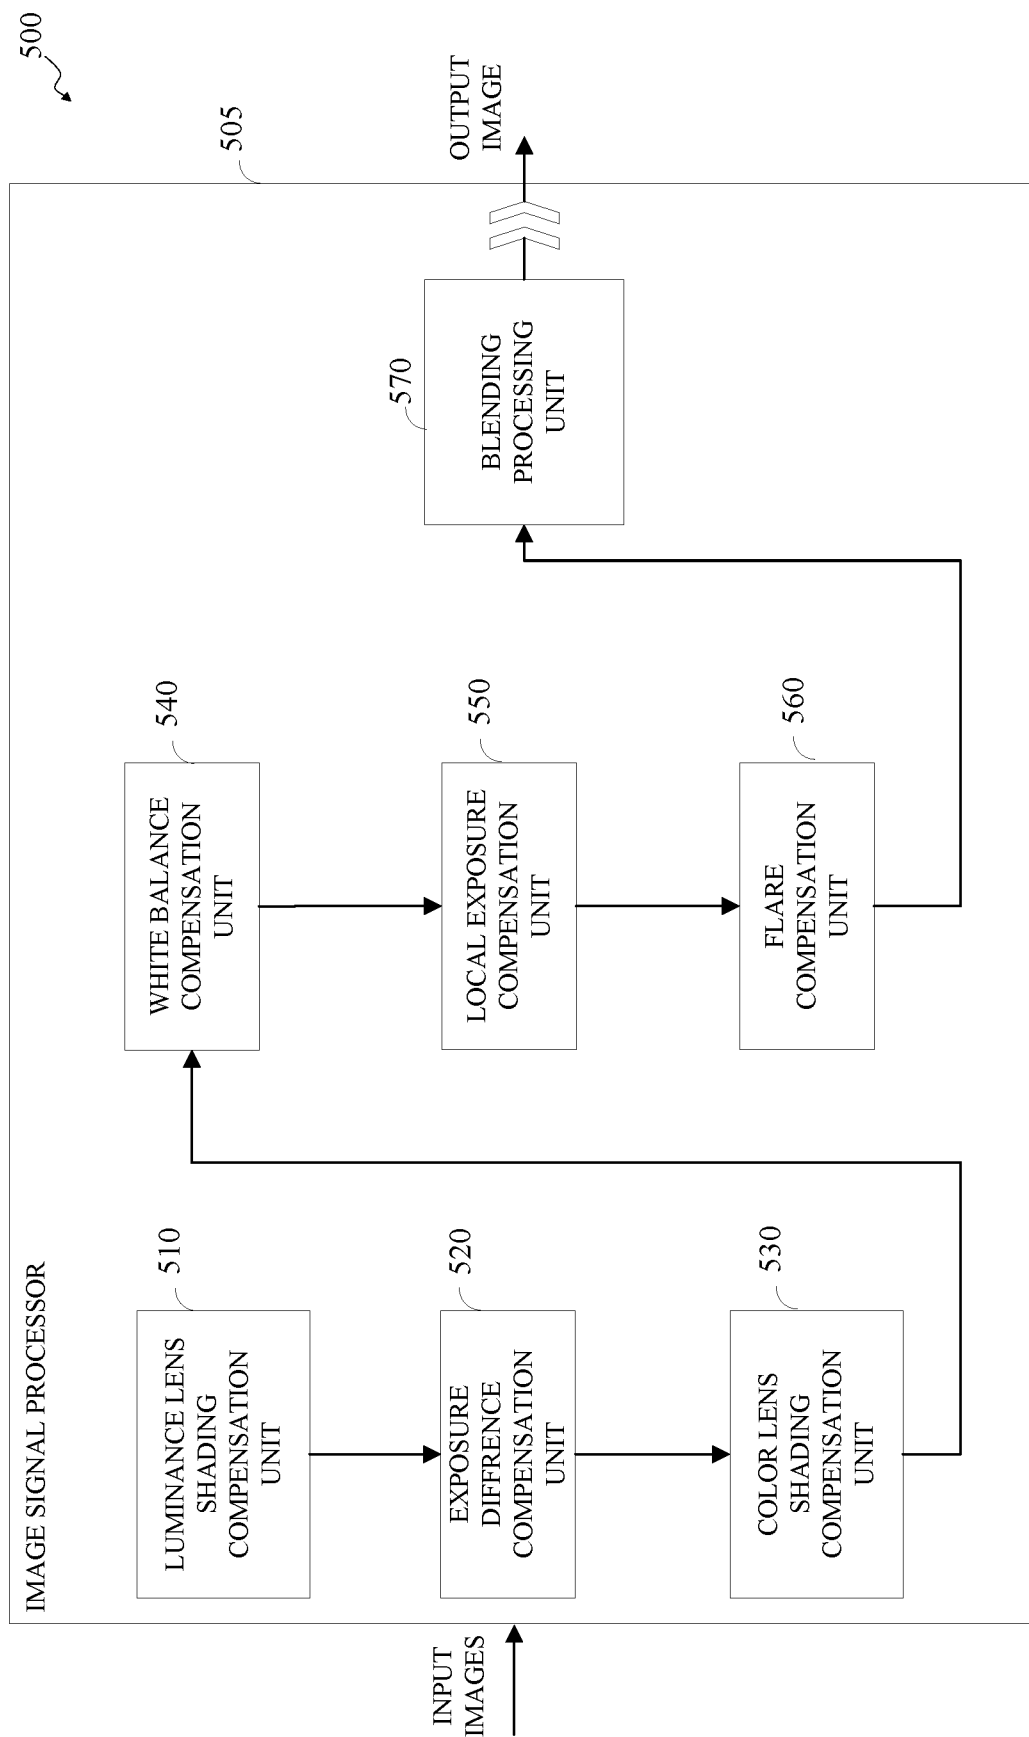 500
IMAGE SIGNAL PROCESSOR
505
INPUT
IMAGES
510
LUMINANCE LENS
SHADING
COMPENSATION
UNIT
520
EXPOSURE
DIFFRENCE
COMPENSATION
UNIT
530
COLOR LENS
SHADING
COMPENSATION
UNIT
540
WHITE BALANCE
COMPENSATION
UNIT
550
LOCAL EXPOSURE
COMPENSATION
UNIT
560
FLARE
COMPENSATION
UNIT
570
BLENDING
PROCESSING
UNIT
OUTPUT
IMAGE